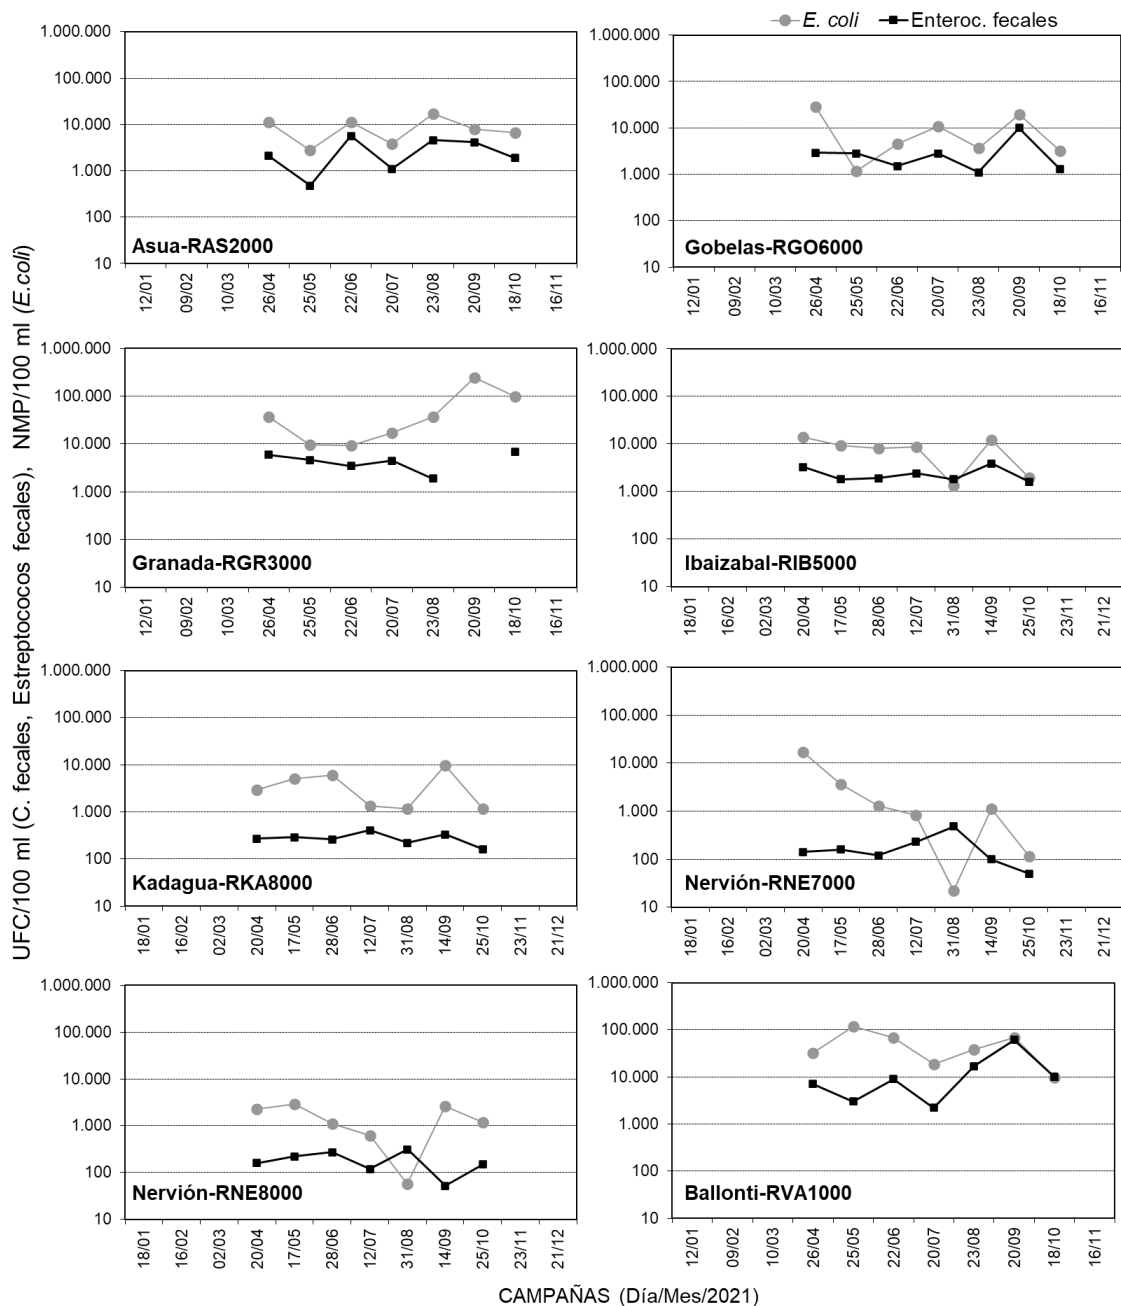 E. coli
Enteroc. fecales
UFC/100 ml (C. fecales, Estreptococos fecales), NMP/100 ml (E.coli)
1.000.000
100.000
10.000
1.000
100
10
Asua-RAS2000
12/01 09/02 10/03 26/04 25/05 22/06 20/07 23/08 20/09 18/10 16/11
1.000.000
100.000
10.000
1.000
100
10
Gobelas-RGO6000
12/01 09/02 10/03 26/04 25/05 22/06 20/07 23/08 20/09 18/10 16/11
1.000.000
100.000
10.000
1.000
100
10
Granada-RGR3000
12/01 09/02 10/03 26/04 25/05 22/06 20/07 23/08 20/09 18/10 16/11
1.000.000
100.000
10.000
1.000
100
10
Ibaizabal-RIB5000
18/01 16/02 02/03 20/04 17/05 28/06 12/07 31/08 14/09 25/10 23/11 21/12
1.000.000
100.000
10.000
1.000
100
10
Kadagua-RKA8000
18/01 16/02 02/03 20/04 17/05 28/06 12/07 31/08 14/09 25/10 23/11 21/12
1.000.000
100.000
10.000
1.000
100
10
Nervión-RNE7000
18/01 16/02 02/03 20/04 17/05 28/06 12/07 31/08 14/09 25/10 23/11 21/12
1.000.000
100.000
10.000
1.000
100
10
Nervión-RNE8000
18/01 16/02 02/03 20/04 17/05 28/06 12/07 31/08 14/09 25/10 23/11 21/12
1.000.000
100.000
10.000
1.000
100
10
Ballonti-RVA1000
12/01 09/02 10/03 26/04 25/05 22/06 20/07 23/08 20/09 18/10 16/11
CAMPAÑAS (Día/Mes/2021)